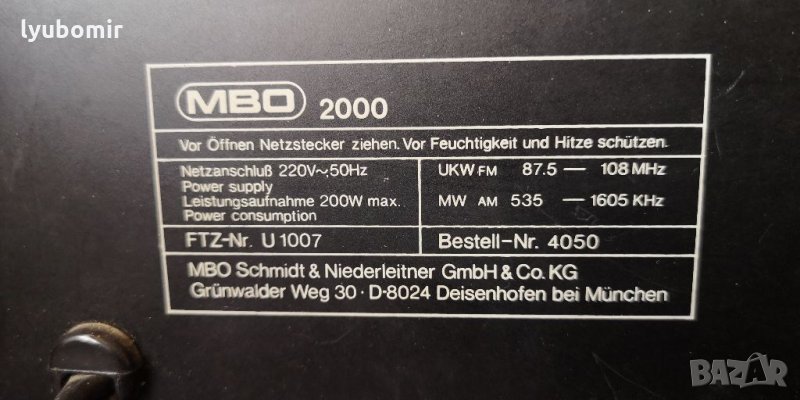 lyubomir
MBO 2000
Vor Öffnen Netzstecker ziehen. Vor Feuchtigkeit und Hitze schützen.
Netzanschluß 220V~50Hz
Power supply
Leistungsaufnahme 200W max.
Power consumption
UKW FM 87.5 — 108 MHz
MW AM 535 — 1605 KHz
FTZ-Nr. U 1007
Bestell-Nr. 4050
MBO Schmidt & Niederleitner GmbH & Co. KG
Grünwalder Weg 30 · D-8024 Deisenhofen bei München
BAZAR